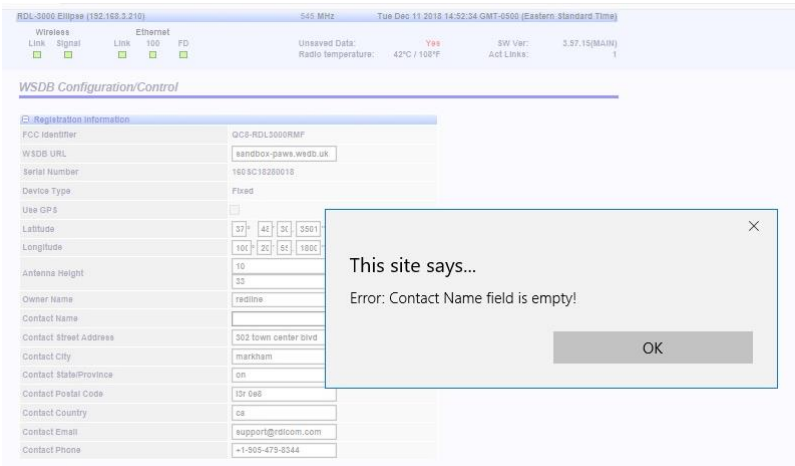 RDL-3000 Ellipse (192.168.3.210) 545 MHz Tue Dec 11 2018 14:52:34 GMT-0500 (Eastern Standard Time)
Wireless Ethernet
Link Signal Link 100 FD Unsaved Data: Yes SW Ver: 3.57.15(MAIN)
Radio temperature: 42°C / 108°F Act Links: 1
WSDB Configuration/Control
Registration Information
FCC Identifier QC8-RDL3000RMF
WSDB URL sandbox-paws.wsdb.uk
Serial Number 160SC18280018
Device Type Fixed
Use GPS
Latitude 37° 3501
Longitude
Antenna Height 10
33
Owner Name redline
Contact Name
Contact Street Address 302 town center blvd
Contact City markham
Contact State/Province on
Contact Postal Code l3r 0e8
Contact Country ca
Contact Email support@rdlcom.com
Contact Phone +1-905-479-8344
This site says...
Error: Contact Name field is empty!
OK